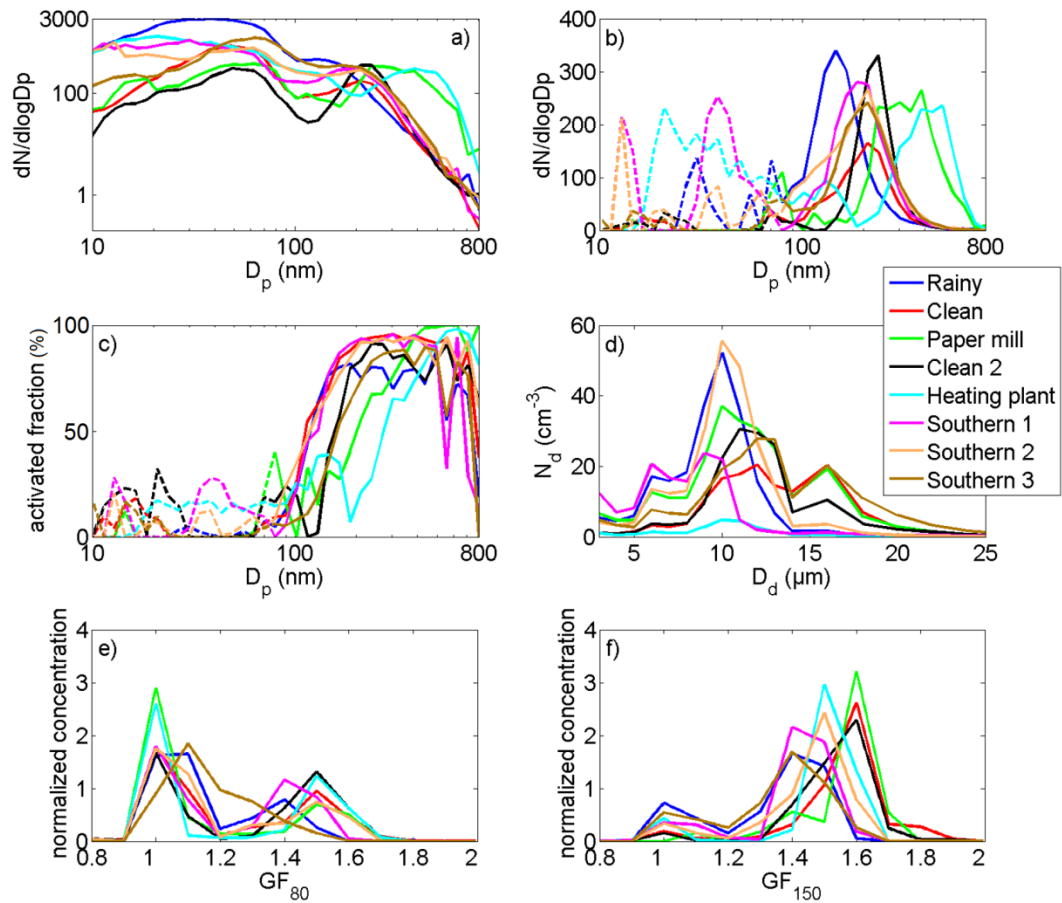 3000
100
1
dN/dlogDp
a)
10
100
800
D_p (nm)
400
300
200
100
0
dN/dlogDp
b)
10
100
800
D_p (nm)
100
50
0
activated fraction (%)
c)
10
100
800
D_p (nm)
60
40
20
0
N_d (cm^-3)
d)
5
10
15
20
25
D_d (µm)
Rainy
Clean
Paper mill
Clean 2
Heating plant
Southern 1
Southern 2
Southern 3
4
3
2
1
0
normalized concentration
e)
0.8
1
1.2
1.4
1.6
1.8
2
GF_80
4
3
2
1
0
normalized concentration
f)
0.8
1
1.2
1.4
1.6
1.8
2
GF_150